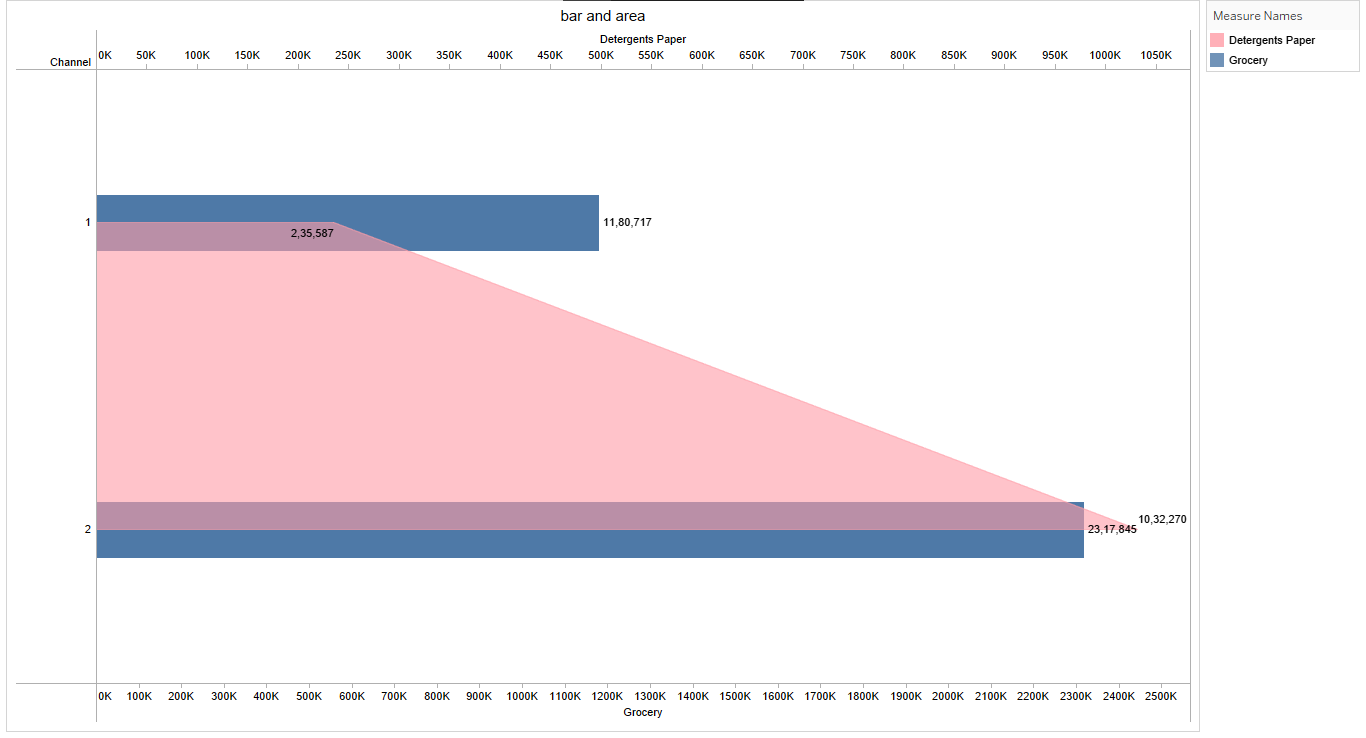 bar and area
Measure Names
Detergents Paper
Grocery
Detergents Paper
Channel
0K 50K 100K 150K 200K 250K 300K 350K 400K 450K 500K 550K 600K 650K 700K 750K 800K 850K 900K 950K 1000K 1050K
1
11,80,717
2,35,587
2
10,32,270
23,17,845
0K 100K 200K 300K 400K 500K 600K 700K 800K 900K 1000K 1100K 1200K 1300K 1400K 1500K 1600K 1700K 1800K 1900K 2000K 2100K 2200K 2300K 2400K 2500K
Grocery